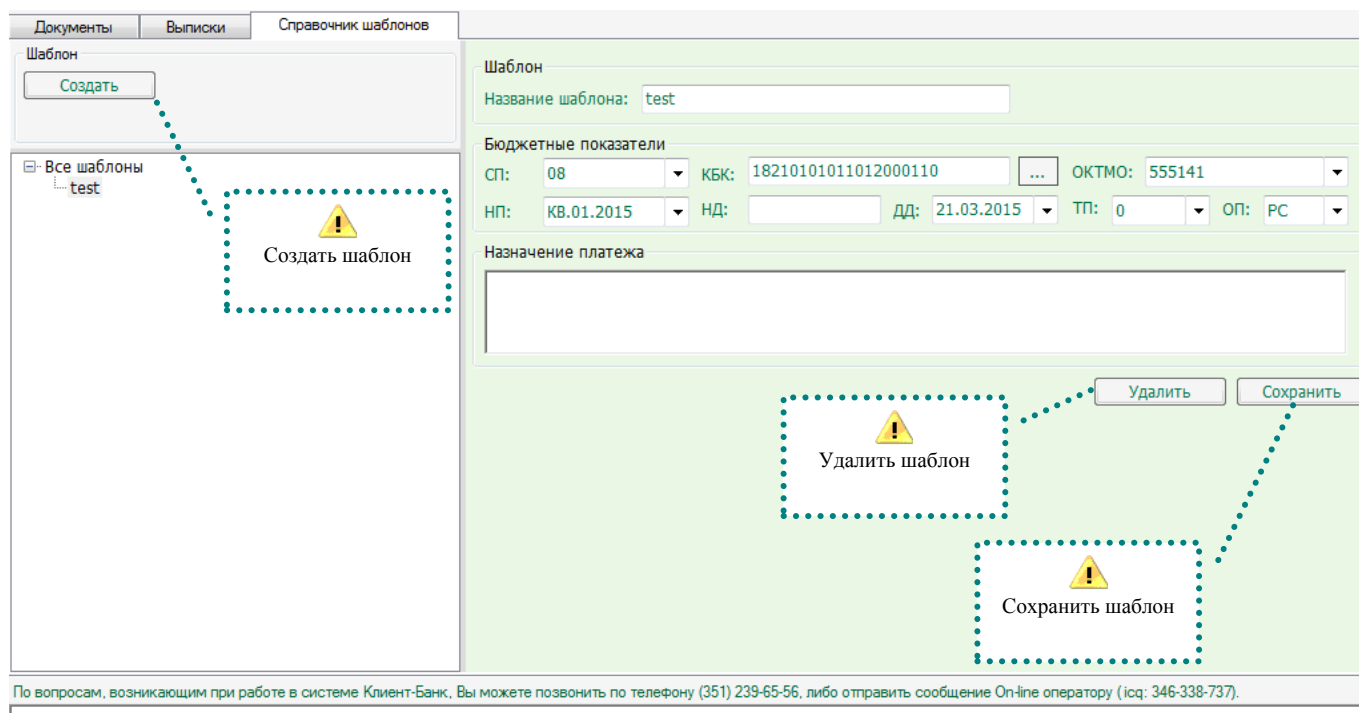 Документы Выписки Справочник шаблонов
Шаблон
Создать
Все шаблоны
test
Создать шаблон
Шаблон
Название шаблона: test
Бюджетные показатели
СП: 08 КБК: 18210101011012000110 ... ОКТМО: 555141
НП: КВ.01.2015 НД: ДД: 21.03.2015 ТП: 0 ОП: РС
Назначение платежа
Удалить Сохранить
Удалить шаблон
Сохранить шаблон
По вопросам, возникающим при работе в системе Клиент-Банк, Вы можете позвонить по телефону (351) 239-65-56, либо отправить сообщение On-line оператору ( icq: 346-338-737).